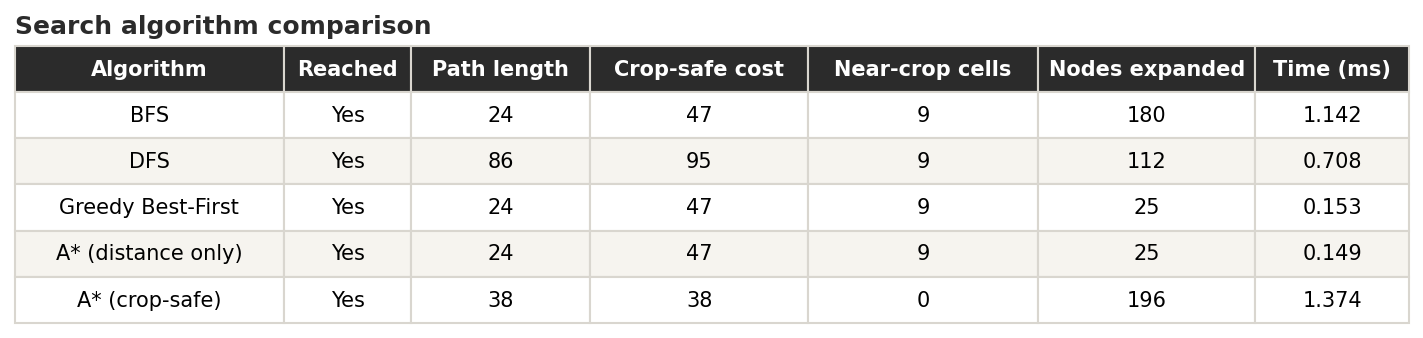 Search algorithm comparison
Algorithm Reached Path length Crop-safe cost Near-crop cells Nodes expanded Time (ms)
BFS Yes 24 47 9 180 1.142
DFS Yes 86 95 9 112 0.708
Greedy Best-First Yes 24 47 9 25 0.153
A* (distance only) Yes 24 47 9 25 0.149
A* (crop-safe) Yes 38 38 0 196 1.374